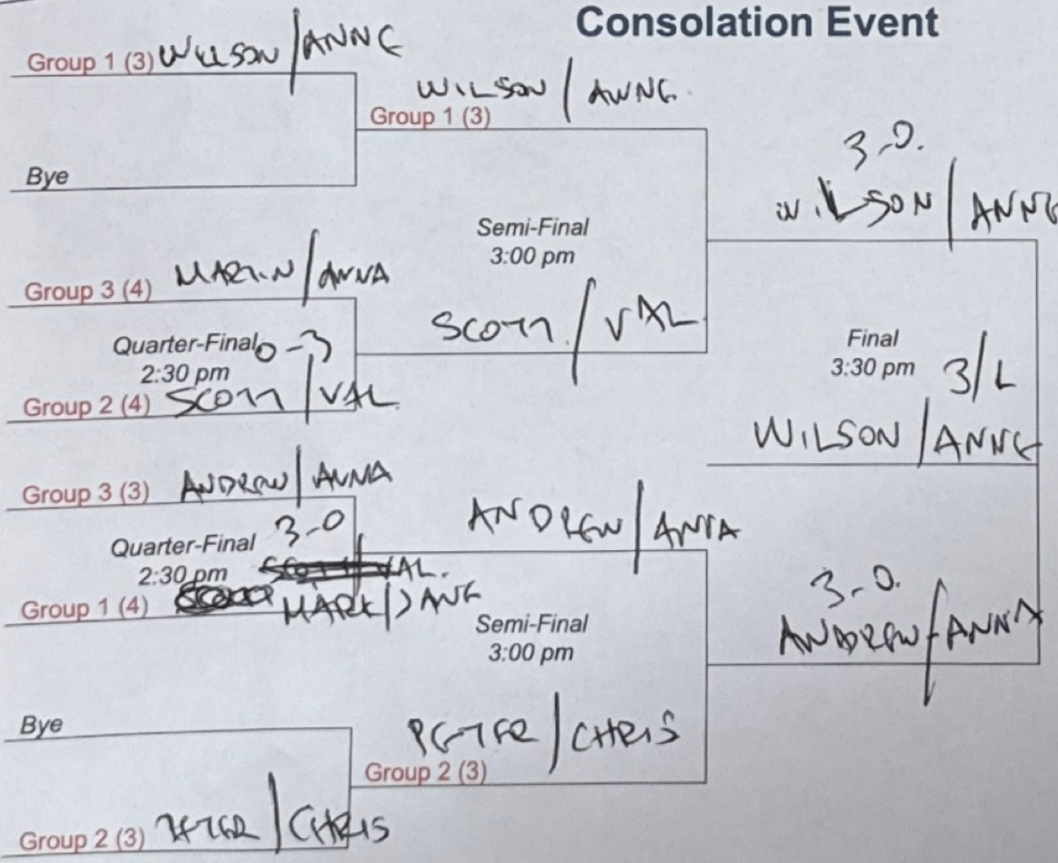 Consolation Event
Group 1 (3) WILSON / ANNE
WILSON / ANNE
Group 1 (3)
Bye
3-0.
WILSON / ANNE
Semi-Final
3:00 pm
Group 3 (4) MARTIN / ANNA
SCOTT / VAL
Quarter-Final 0-3
2:30 pm
Group 2 (4) SCOTT / VAL
Final
3:30 pm 3/
WILSON / ANNE
Group 3 (3) ANDREW / ANNA
ANDREW / ANNA
Quarter-Final 3-0
2:30 pm VAL.
Group 1 (4) MARK / JANE
Semi-Final
3:00 pm
3-0.
ANDREW / ANNA
Bye
PETER / CHRIS
Group 2 (3)
Group 2 (3) PETER / CHRIS